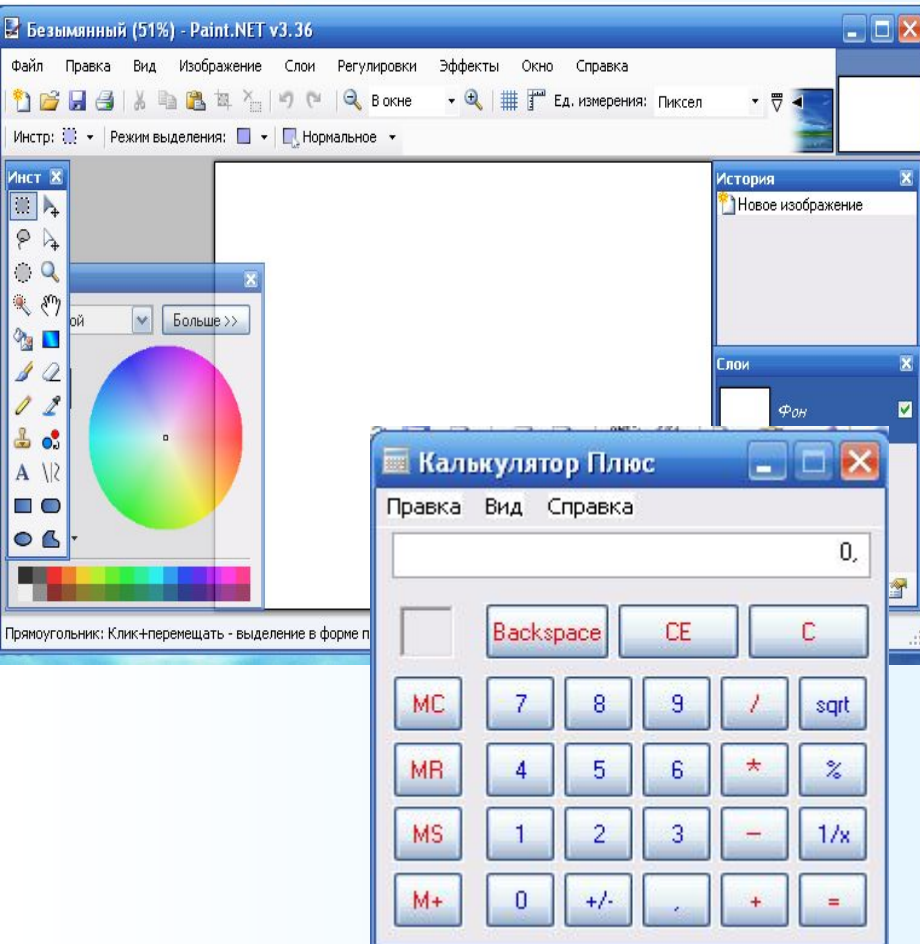 Безымянный (51%) - Paint.NET v3.36
Файл Правка Вид Изображение Слои Регулировки Эффекты Окно Справка
В окне Ед. измерения: Пиксел
Инстр: Режим выделения: Нормальное
Инст
История
Новое изображение
ой Больше >>
Слои
Фон
Прямоугольник: Клик+перемещать - выделение в форме п
Калькулятор Плюс
Правка Вид Справка
0,
Backspace CE C
MC 7 8 9 / sqrt
MR 4 5 6 * %
MS 1 2 3 - 1/x
M+ 0 +/- , + =